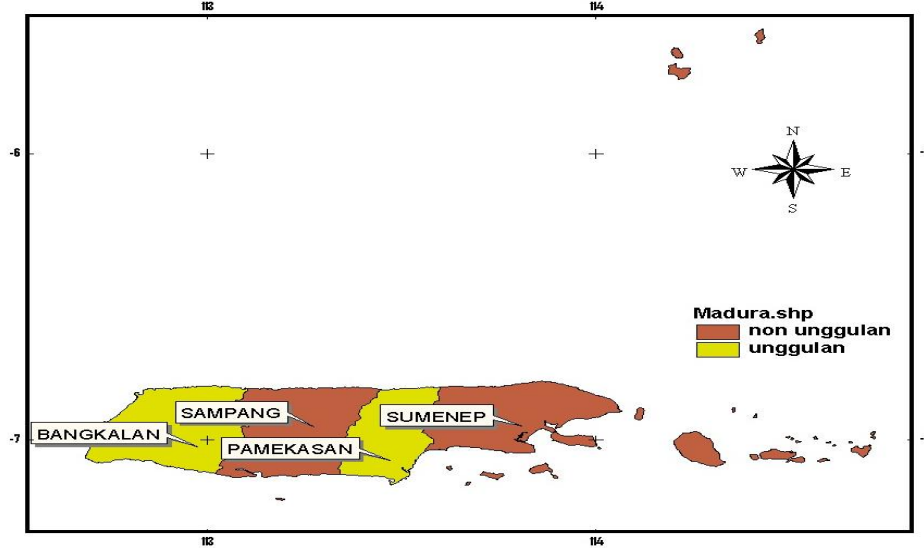 113
114
-6
N
W
E
S
Madura.shp
non unggulan
unggulan
SAMPANG
SUMENEP
BANGKALAN
-7
PAMEKASAN
113
114